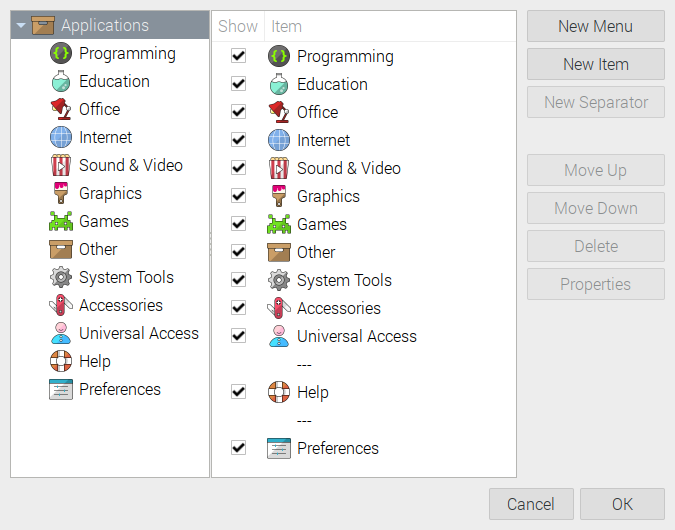 Applications
Programming
Education
Office
Internet
Sound & Video
Graphics
Games
Other
System Tools
Accessories
Universal Access
Help
Preferences
Show Item
Programming
Education
Office
Internet
Sound & Video
Graphics
Games
Other
System Tools
Accessories
Universal Access
---
Help
---
Preferences
New Menu
New Item
New Separator
Move Up
Move Down
Delete
Properties
Cancel OK